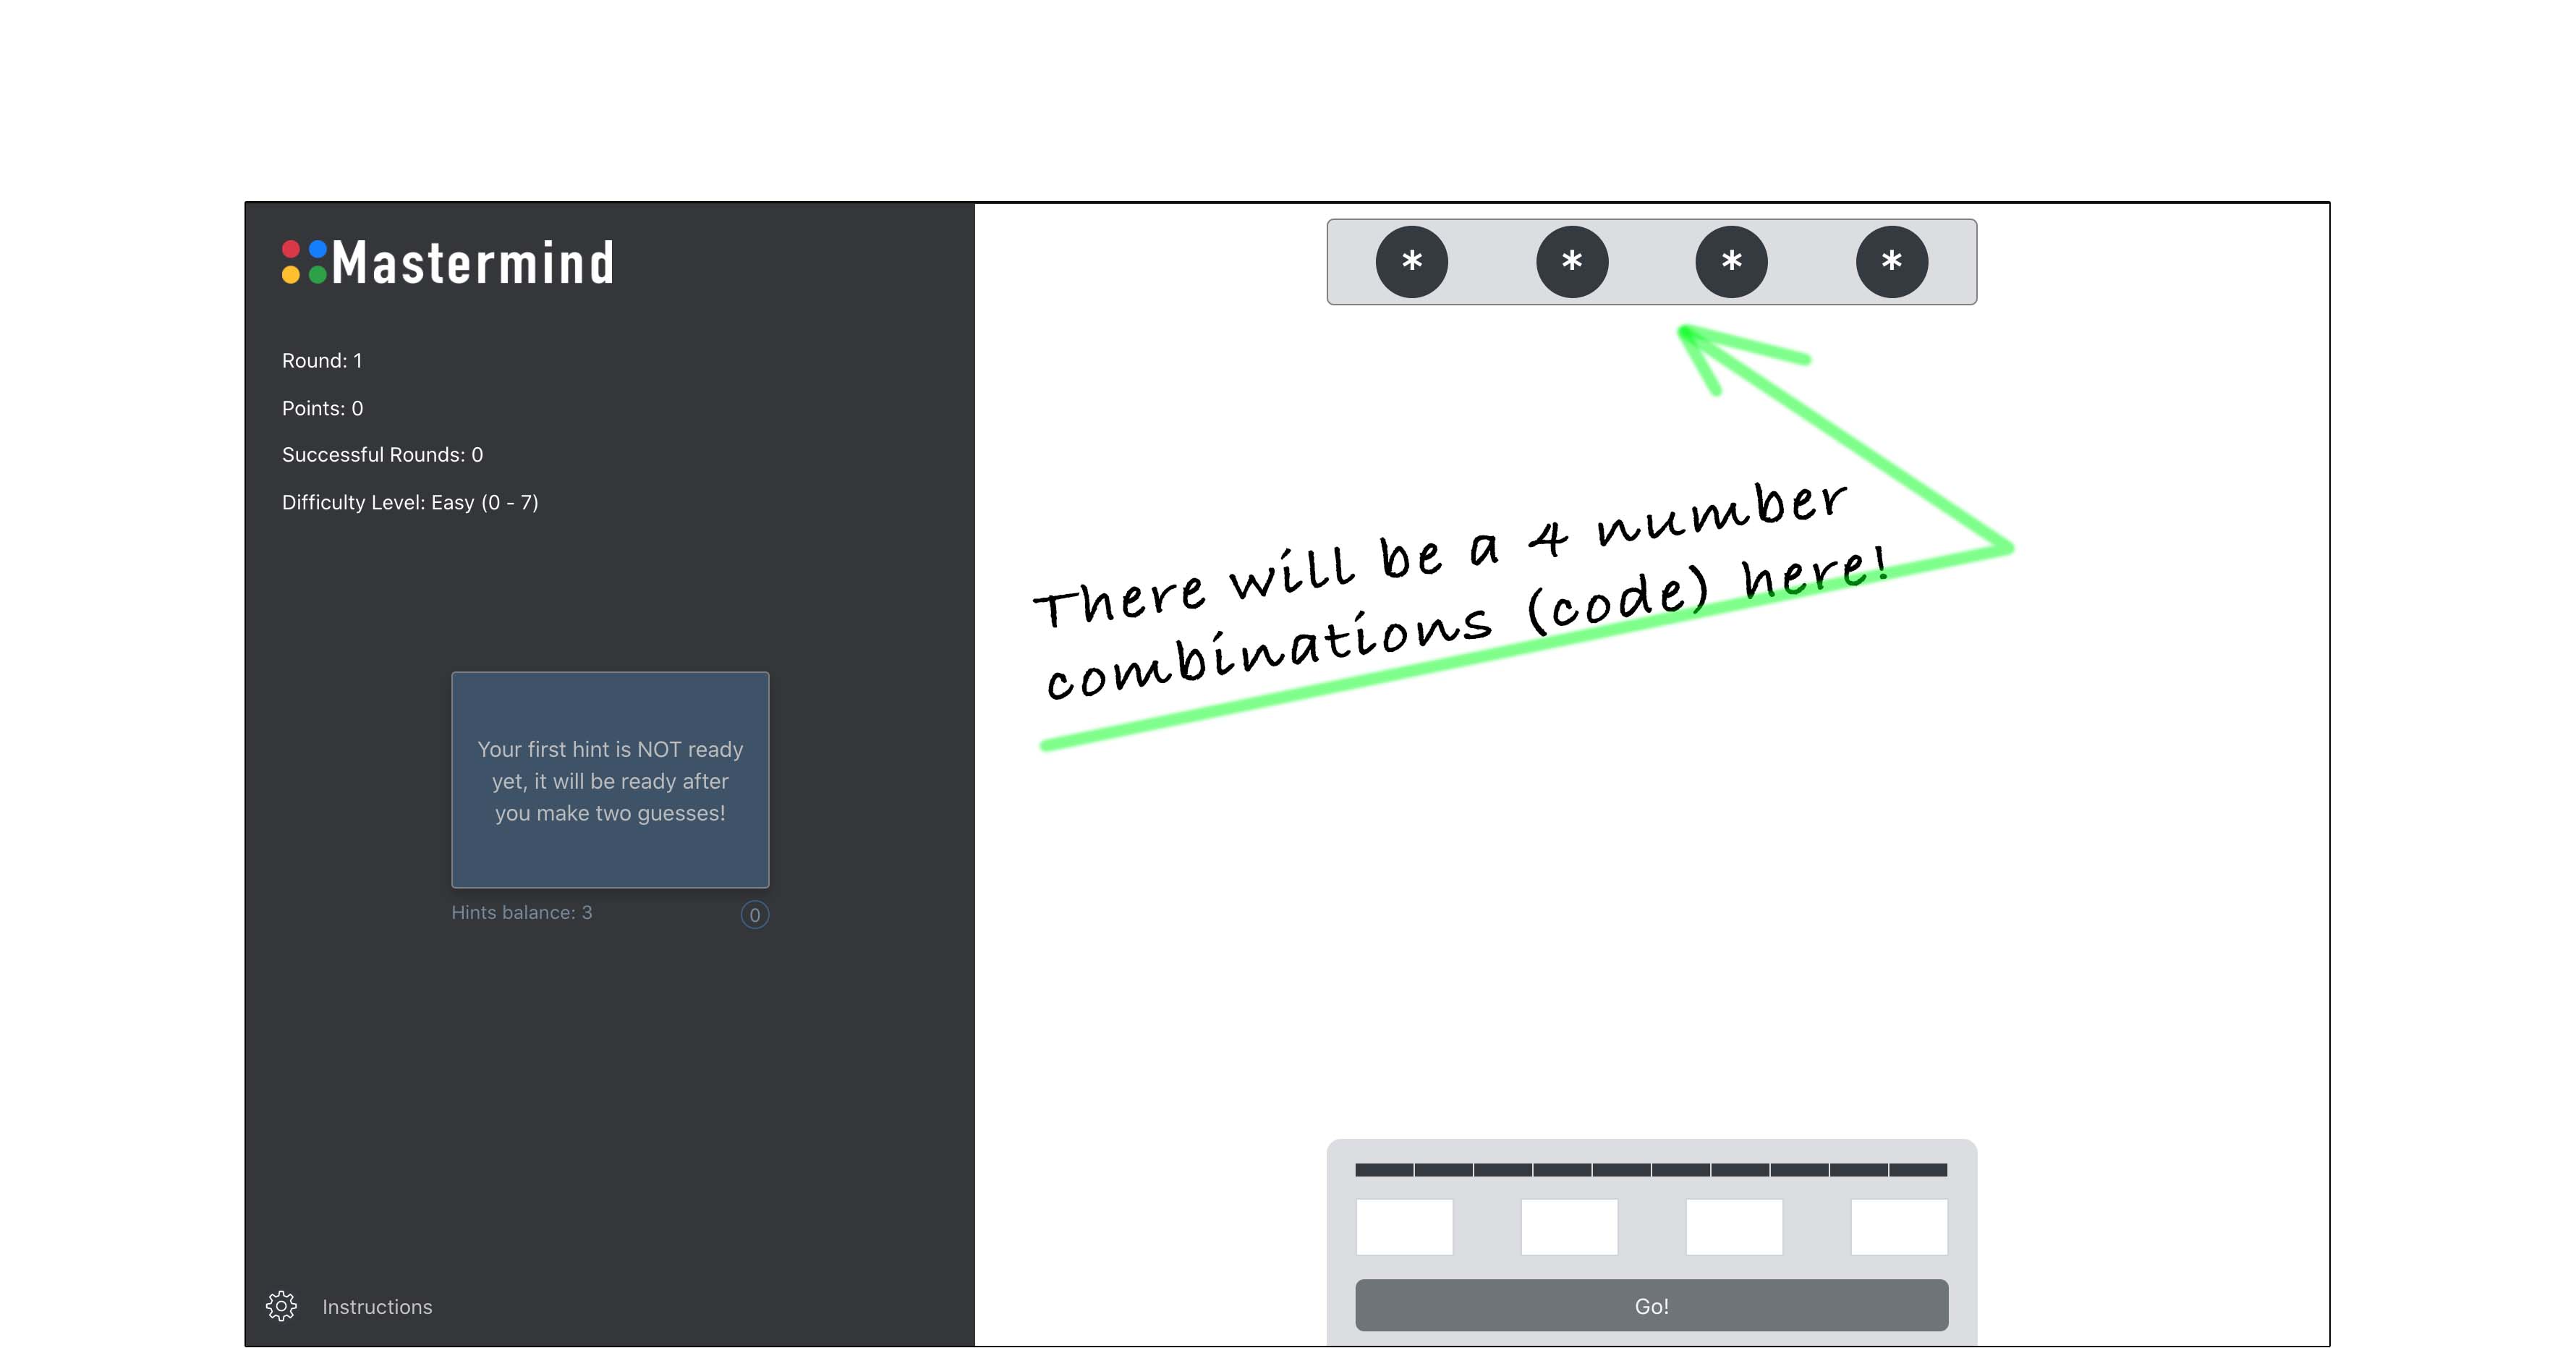 Mastermind
Round: 1
Points: 0
Successful Rounds: 0
Difficulty Level: Easy (0 - 7)
Your first hint is NOT ready
yet, it will be ready after
you make two guesses!
Hints balance: 3
0
Instructions
* * * *
There will be a 4 number
combinations (code) here!
Go!